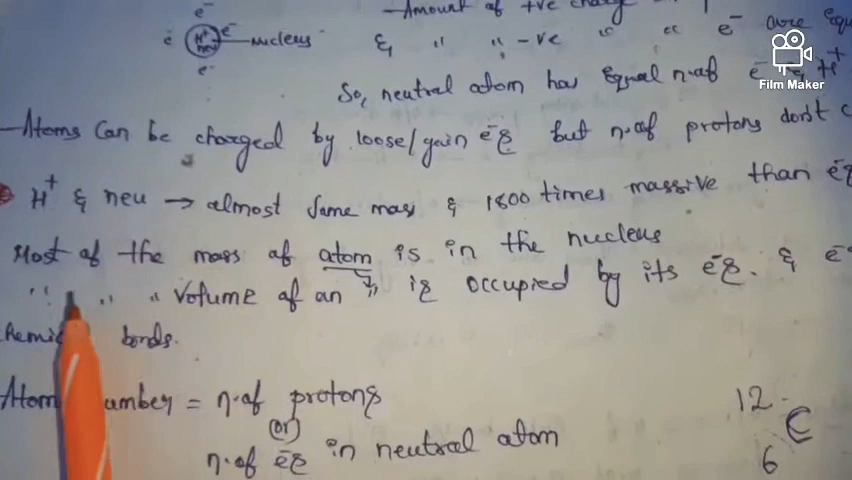 e⁻
- Amount of +ve charge
e⁻ H⁺ neu e⁻ → nucleus & " " -ve " " e⁻ are equ
e⁻
So, neutral atom has equal n.of e⁻ & H⁺
Film Maker
- Atoms Can be charged by loose/gain e⁻s but n.of protons don't c
H⁺ & neu → almost same mass & 1800 times massive than e⁻s
Most of the mass of atom is in the nucleus
" " " Volume of an " is occupied by its e⁻s. & e⁻
hemic bonds.
Atom umber = n.of protons
(or)
n.of e⁻s in neutral atom
12
C
6